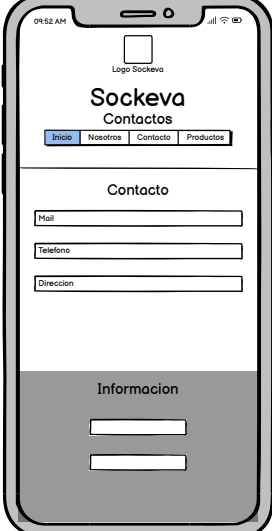 09:52 AM
Logo Sockeva
Sockeva
Contactos
Inicio Nosotros Contacto Productos
Contacto
Mail
Telefono
Direccion
Informacion